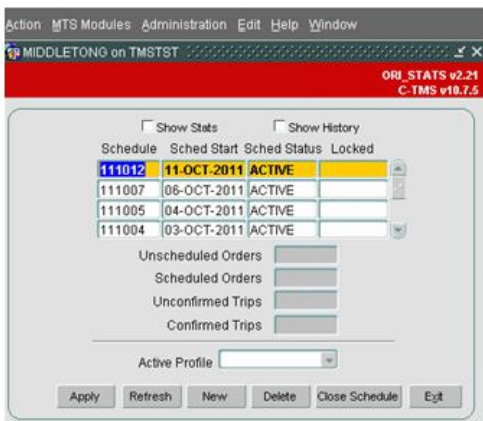 Action MTS Modules Administration Edit Help Window
MIDDLETONG on TMSTST
ORI_STATS v2.21
C-TMS v10.7.5
Show Stats Show History
Schedule Sched Start Sched Status Locked
111012 11-OCT-2011 ACTIVE
111007 06-OCT-2011 ACTIVE
111005 04-OCT-2011 ACTIVE
111004 03-OCT-2011 ACTIVE
Unscheduled Orders
Scheduled Orders
Unconfirmed Trips
Confirmed Trips
Active Profile
Apply Refresh New Delete Close Schedule Exit